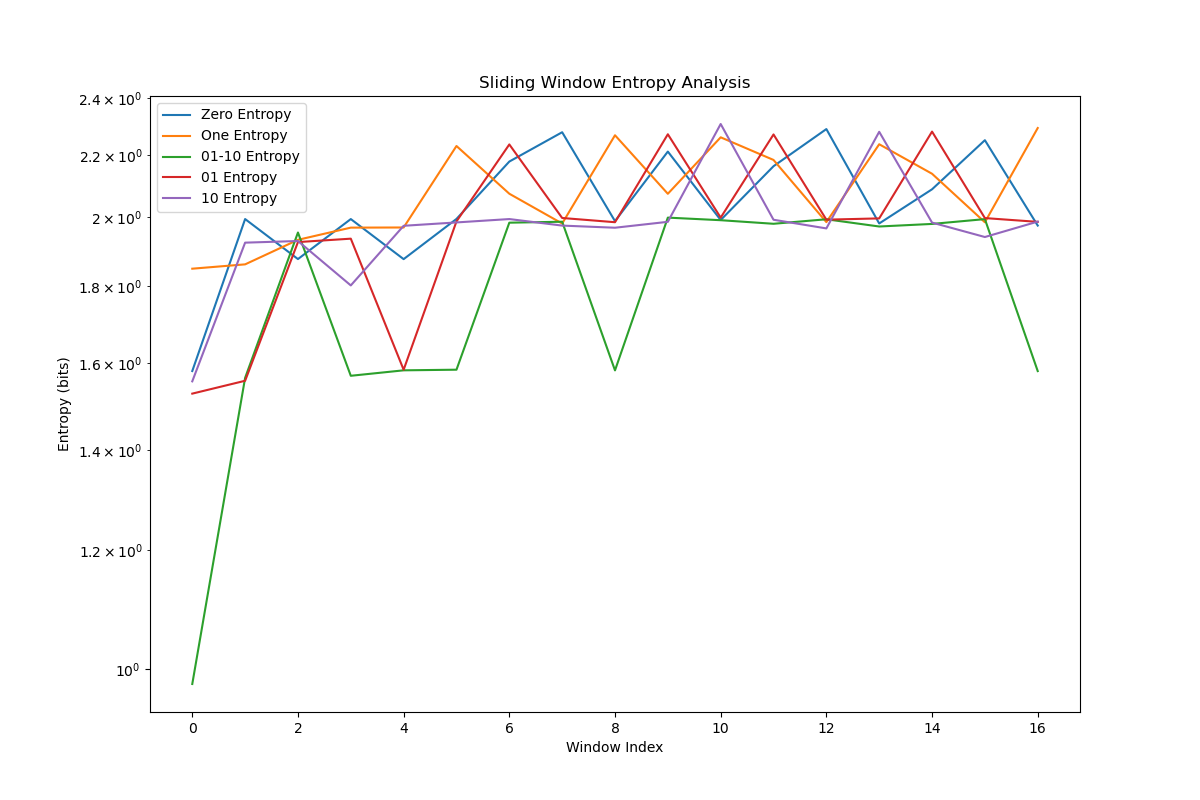 Sliding Window Entropy Analysis
2.4 × 10⁰
2.2 × 10⁰
2 × 10⁰
1.8 × 10⁰
1.6 × 10⁰
1.4 × 10⁰
1.2 × 10⁰
10⁰
Entropy (bits)
Zero Entropy
One Entropy
01-10 Entropy
01 Entropy
10 Entropy
0 2 4 6 8 10 12 14 16
Window Index